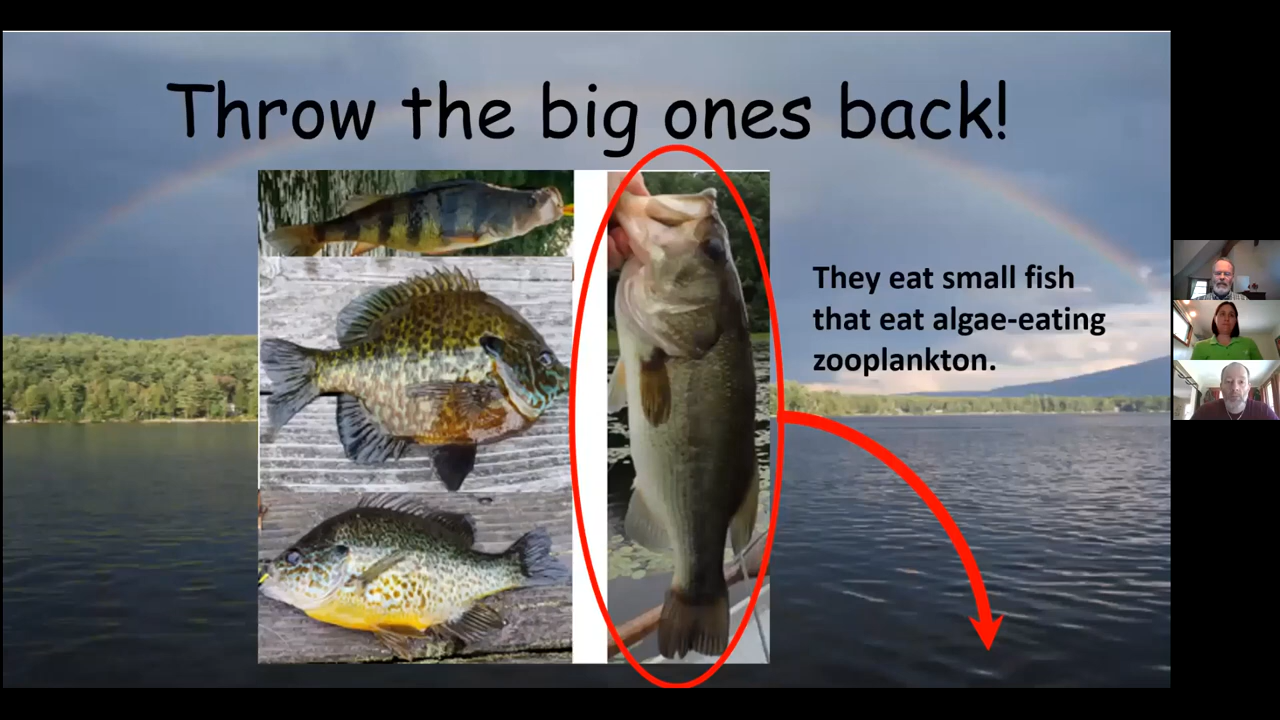 Throw the big ones back!
They eat small fish
that eat algae-eating
zooplankton.